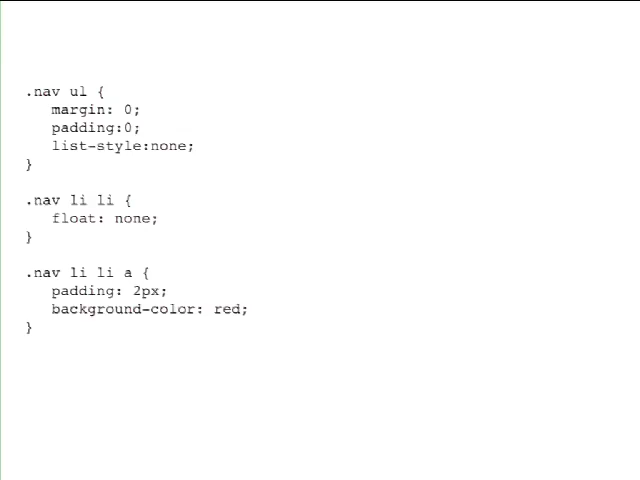 .nav ul {
   margin: 0;
   padding:0;
   list-style:none;
}

.nav li li {
   float: none;
}

.nav li li a {
   padding: 2px;
   background-color: red;
}